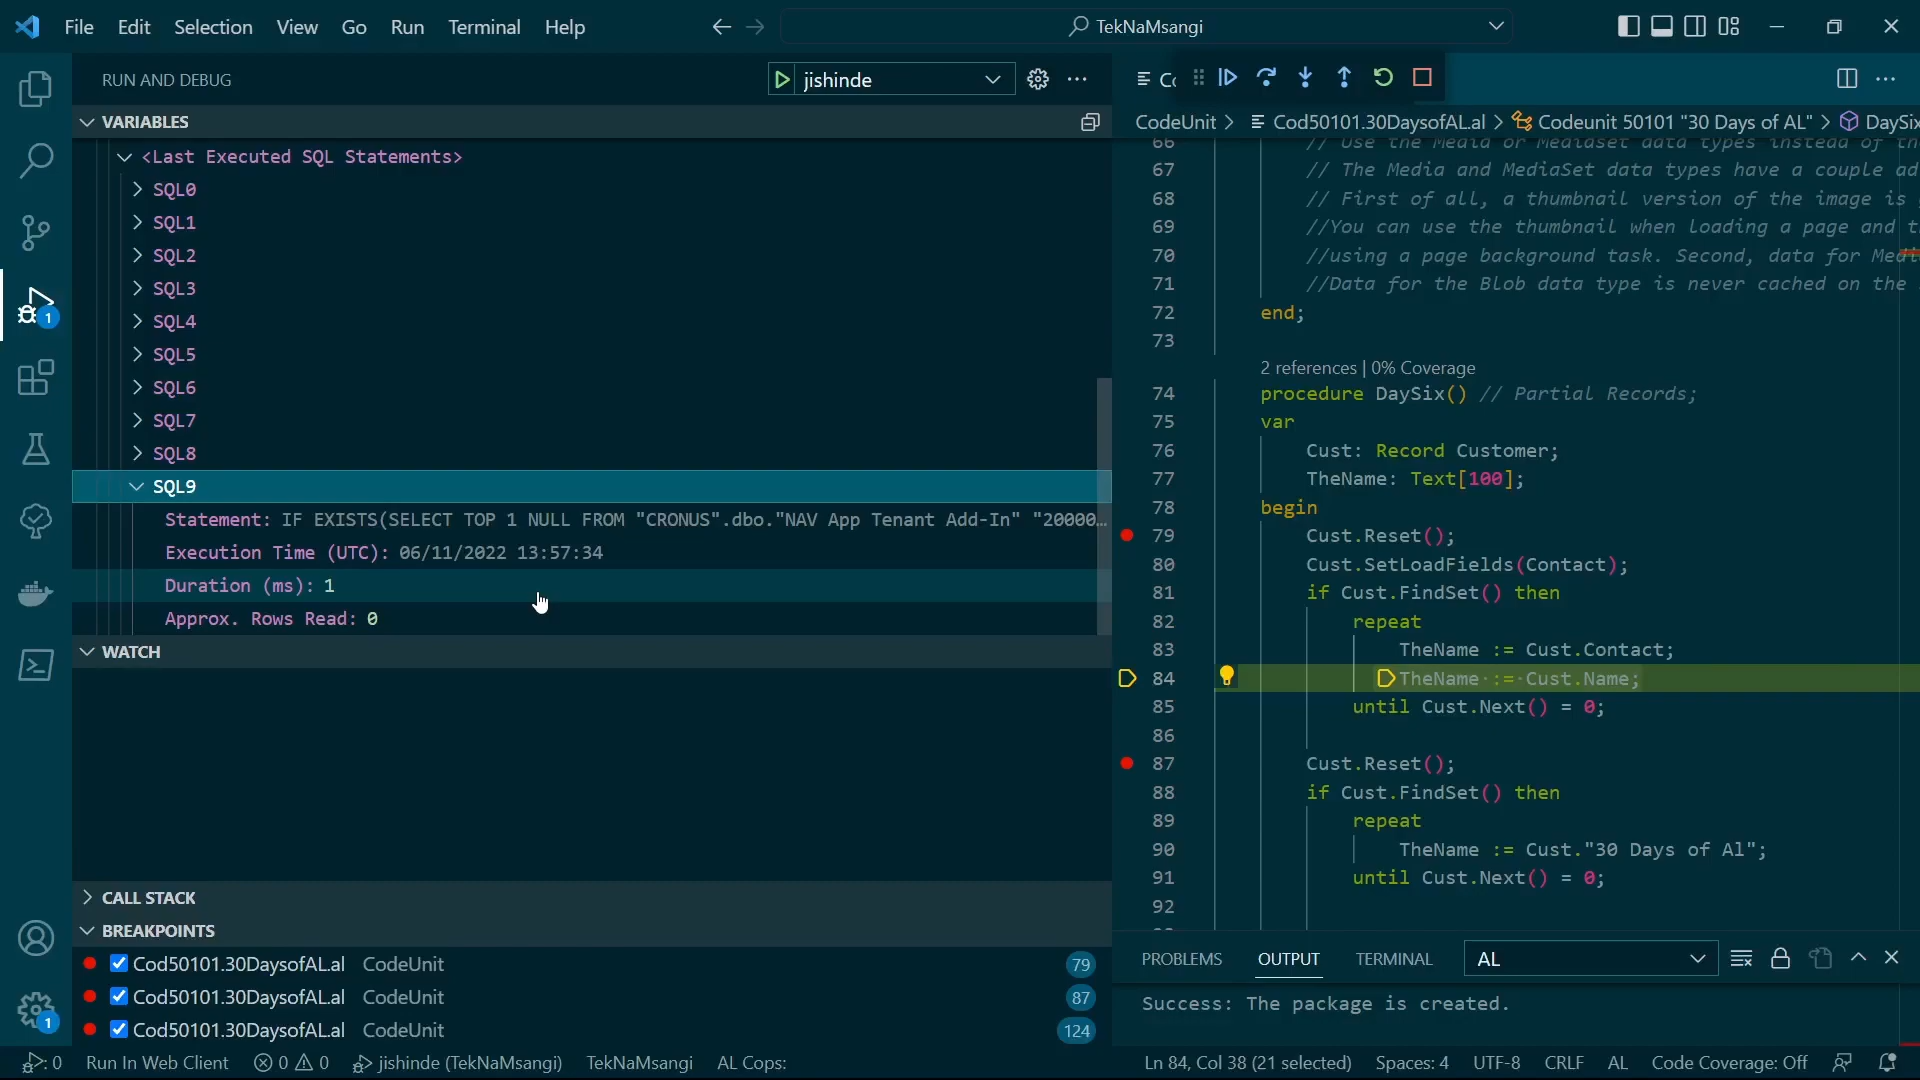 File Edit Selection View Go Run Terminal Help TekNaMsangi
RUN AND DEBUG jishinde
VARIABLES
<Last Executed SQL Statements>
SQL0
SQL1
SQL2
SQL3
SQL4
SQL5
SQL6
SQL7
SQL8
SQL9
Statement: IF EXISTS(SELECT TOP 1 NULL FROM "CRONUS".dbo."NAV App Tenant Add-In" "20000…
Execution Time (UTC): 06/11/2022 13:57:34
Duration (ms): 1
Approx. Rows Read: 0
WATCH
CALL STACK
BREAKPOINTS
Cod50101.30DaysofAL.al CodeUnit 79
Cod50101.30DaysofAL.al CodeUnit 87
Cod50101.30DaysofAL.al CodeUnit 124
CodeUnit > Cod50101.30DaysofAL.al > Codeunit 50101 "30 Days of AL" > DaySix
66 // Use the Media or MediaSet data types instead of th
67 // The Media and MediaSet data types have a couple ad
68 // First of all, a thumbnail version of the image is
69 //You can use the thumbnail when loading a page and t
70 //using a page background task. Second, data for Medi
71 //Data for the Blob data type is never cached on the
72 end;
73
2 references | 0% Coverage
74 procedure DaySix() // Partial Records;
75 var
76 Cust: Record Customer;
77 TheName: Text[100];
78 begin
79 Cust.Reset();
80 Cust.SetLoadFields(Contact);
81 if Cust.FindSet() then
82 repeat
83 TheName := Cust.Contact;
84 TheName := Cust.Name;
85 until Cust.Next() = 0;
86
87 Cust.Reset();
88 if Cust.FindSet() then
89 repeat
90 TheName := Cust."30 Days of Al";
91 until Cust.Next() = 0;
92
PROBLEMS OUTPUT TERMINAL AL
Success: The package is created.
0 Run In Web Client 0 0 jishinde (TekNaMsangi) TekNaMsangi AL Cops: Ln 84, Col 38 (21 selected) Spaces: 4 UTF-8 CRLF AL Code Coverage: Off